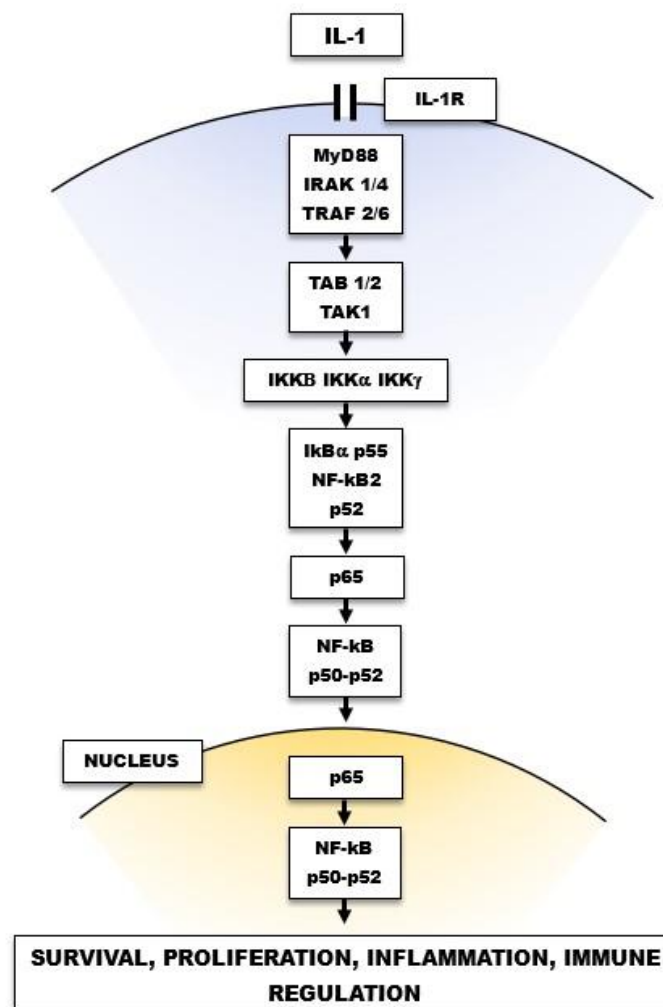 IL-1
IL-1R
MyD88
IRAK 1/4
TRAF 2/6
TAB 1/2
TAK1
IKKB IKKα IKKγ
IkBα p55
NF-kB2
p52
p65
NF-kB
p50-p52
NUCLEUS
p65
NF-kB
p50-p52
SURVIVAL, PROLIFERATION, INFLAMMATION, IMMUNE
REGULATION